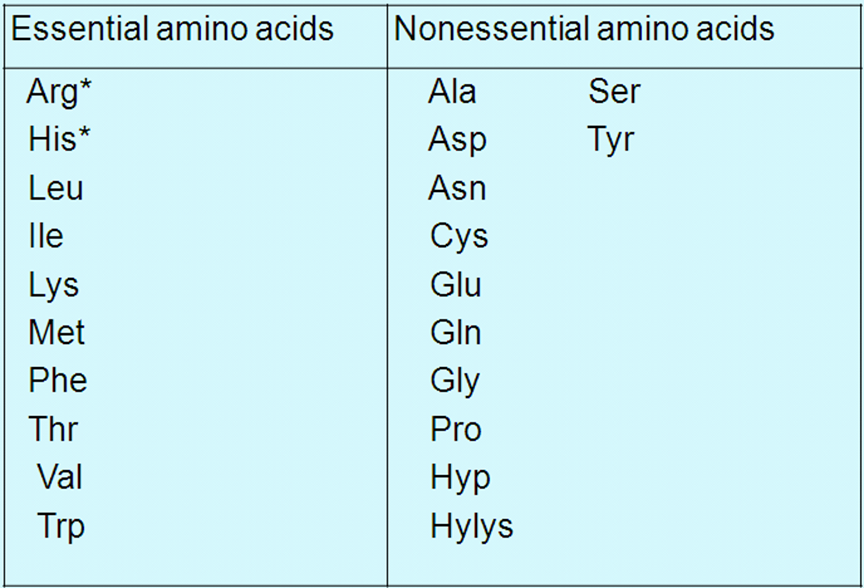 Essential amino acids Nonessential amino acids
Arg* Ala Ser
His* Asp Tyr
Leu Asn
Ile Cys
Lys Glu
Met Gln
Phe Gly
Thr Pro
Val Hyp
Trp Hylys